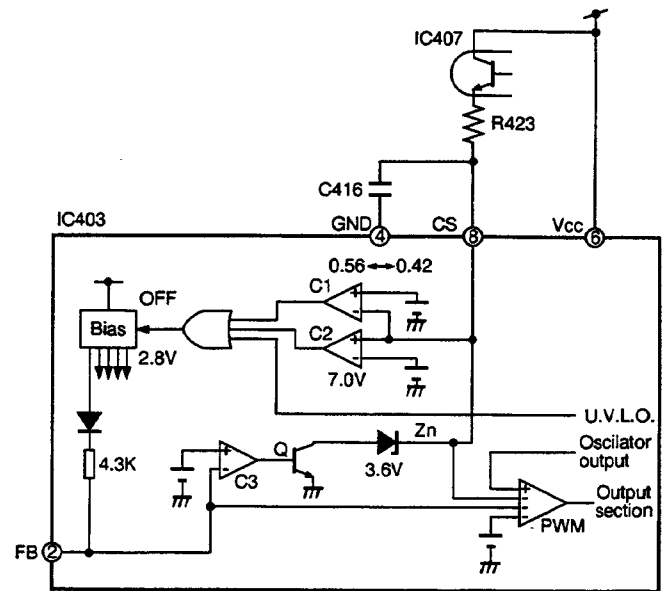 IC407
R423
C416
IC403
GND
4
CS
8
Vcc
6
0.56 ↔ 0.42
OFF
C1
+
-
Bias
C2
+
-
2.8V
7.0V
U.V.L.O.
Zn
Oscilator
output
4.3K
+
-
C3
Q
3.6V
+
-
-
-
Output
section
PWM
FB
2